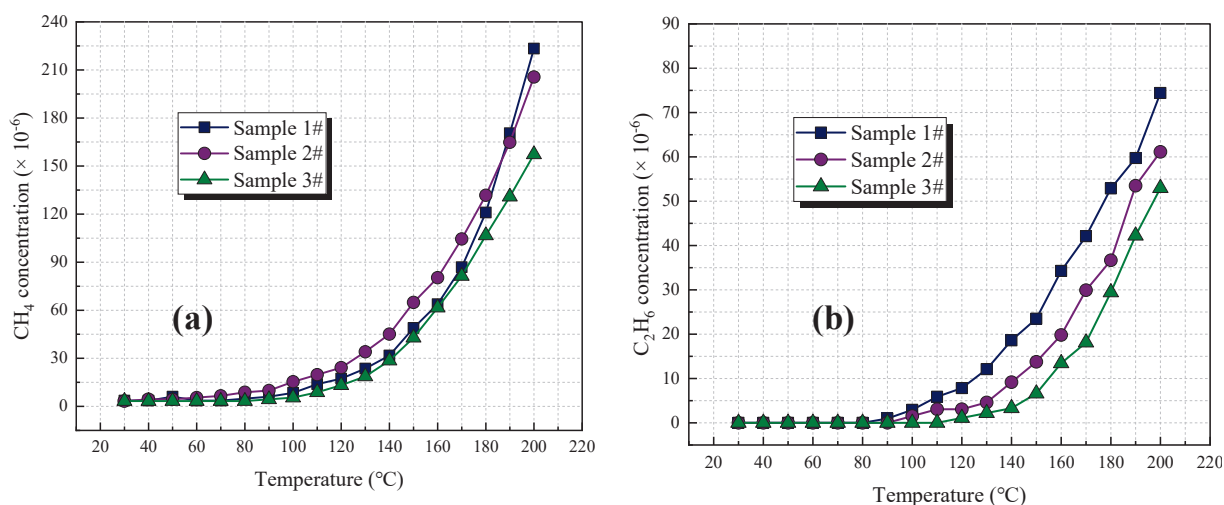 240
210
180
150
120
90
60
30
0
CH₄ concentration (× 10⁻⁶)
Sample 1#
Sample 2#
Sample 3#
(a)
20 40 60 80 100 120 140 160 180 200 220
Temperature (℃)
90
80
70
60
50
40
30
20
10
0
C₂H₆ concentration (× 10⁻⁶)
Sample 1#
Sample 2#
Sample 3#
(b)
20 40 60 80 100 120 140 160 180 200 220
Temperature (℃)